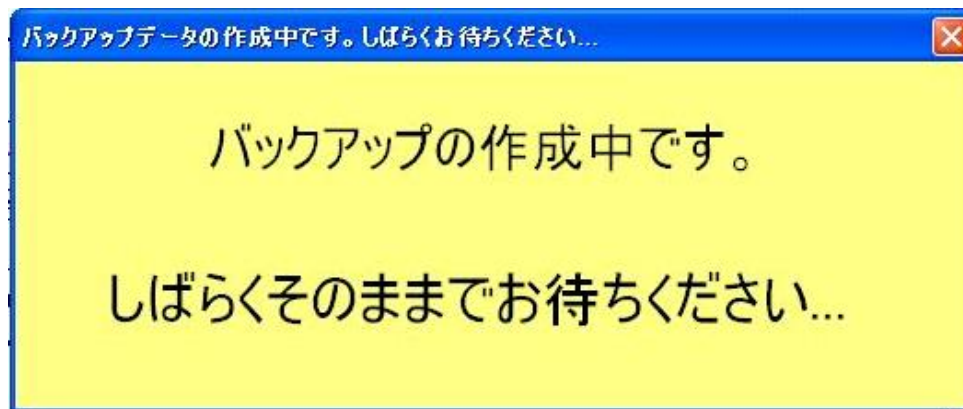 バックアップデータの作成中です。しばらくお待ちください...
バックアップの作成中です。
しばらくそのままでお待ちください...